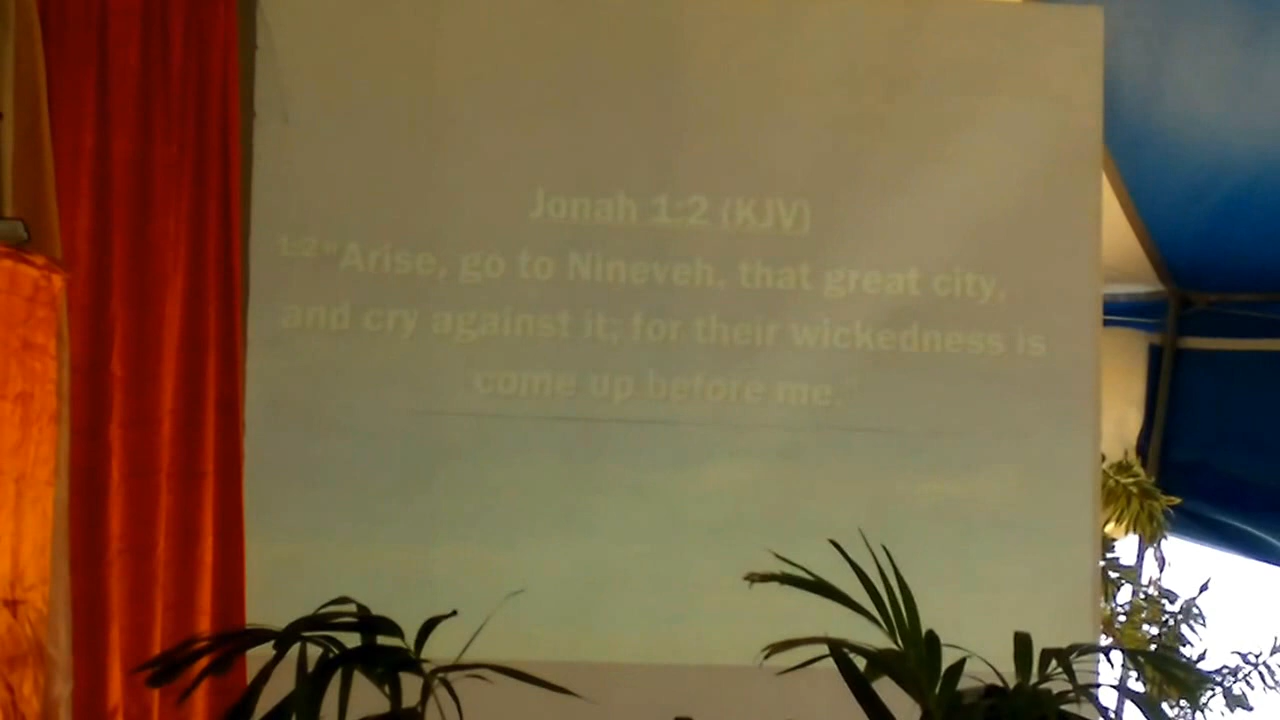 Jonah 1:2 (KJV)
1:2 "Arise, go to Nineveh, that great city,
and cry against it; for their wickedness is
come up before me."